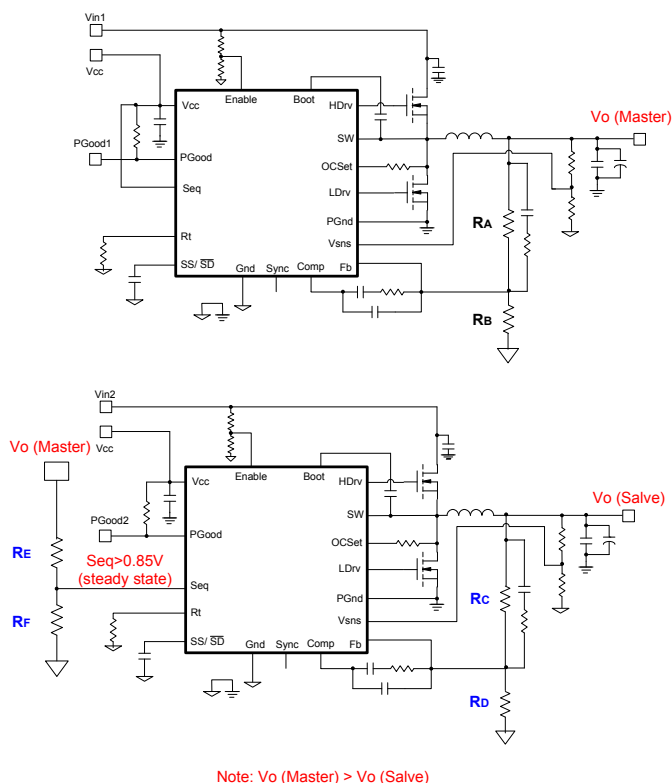 Vin1
Vcc
Vcc
Enable
Boot
HDrv
SW
Vo (Master)
PGood1
PGood
OCSet
Seq
LDrv
PGnd
RA
Rt
Vsns
SS/ SD
Gnd
Sync
Comp
Fb
RB
Vin2
Vo (Master)
Vcc
Vcc
Enable
Boot
HDrv
Vo (Salve)
SW
PGood2
PGood
OCSet
RE
Seq>0.85V
(steady state)
Seq
LDrv
RF
PGnd
RC
Rt
Vsns
SS/ SD
Gnd
Sync
Comp
Fb
RD
Note: Vo (Master) > Vo (Salve)